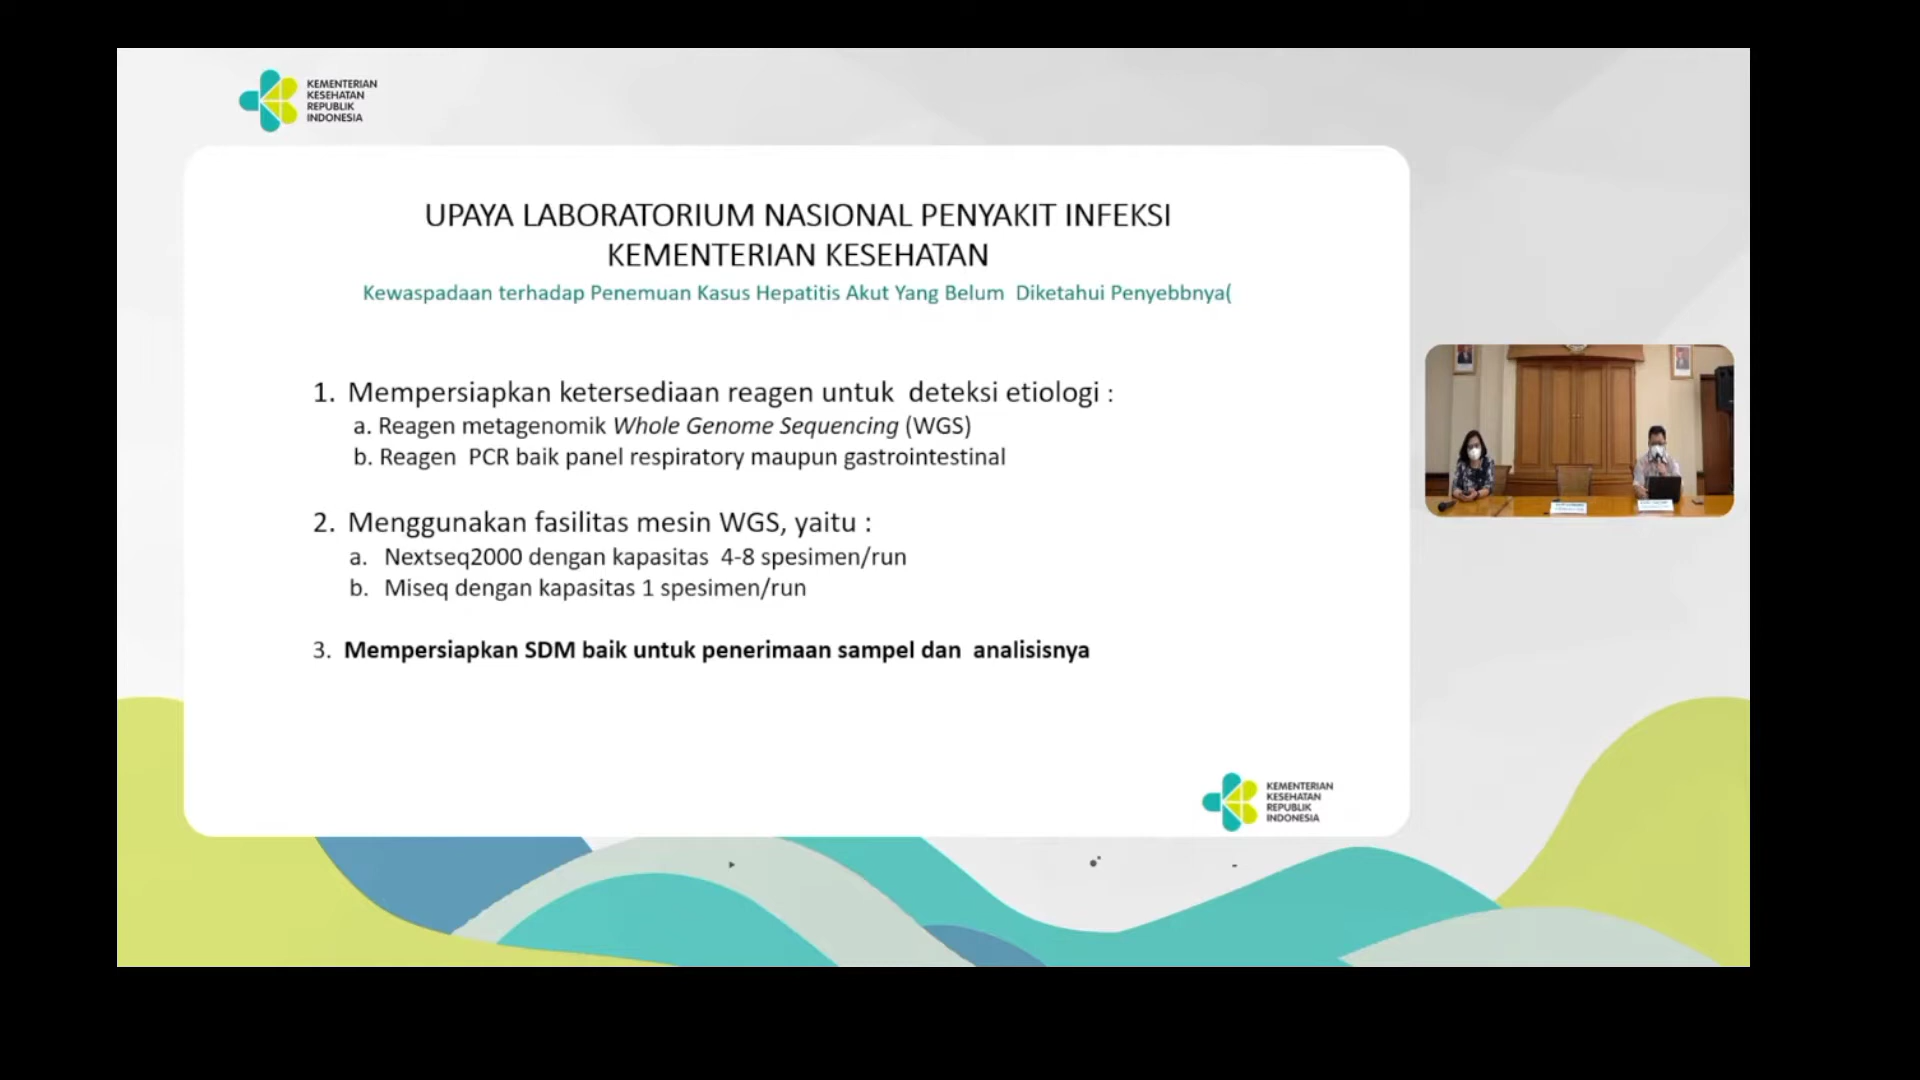 KEMENTERIAN
KESEHATAN
REPUBLIK
INDONESIA
UPAYA LABORATORIUM NASIONAL PENYAKIT INFEKSI
KEMENTERIAN KESEHATAN
Kewaspadaan terhadap Penemuan Kasus Hepatitis Akut Yang Belum Diketahui Penyebbnya(
1. Mempersiapkan ketersediaan reagen untuk deteksi etiologi :
a. Reagen metagenomik Whole Genome Sequencing (WGS)
b. Reagen PCR baik panel respiratory maupun gastrointestinal
2. Menggunakan fasilitas mesin WGS, yaitu :
a. Nextseq2000 dengan kapasitas 4-8 spesimen/run
b. Miseq dengan kapasitas 1 spesimen/run
3. Mempersiapkan SDM baik untuk penerimaan sampel dan analisisnya
KEMENTERIAN
KESEHATAN
REPUBLIK
INDONESIA